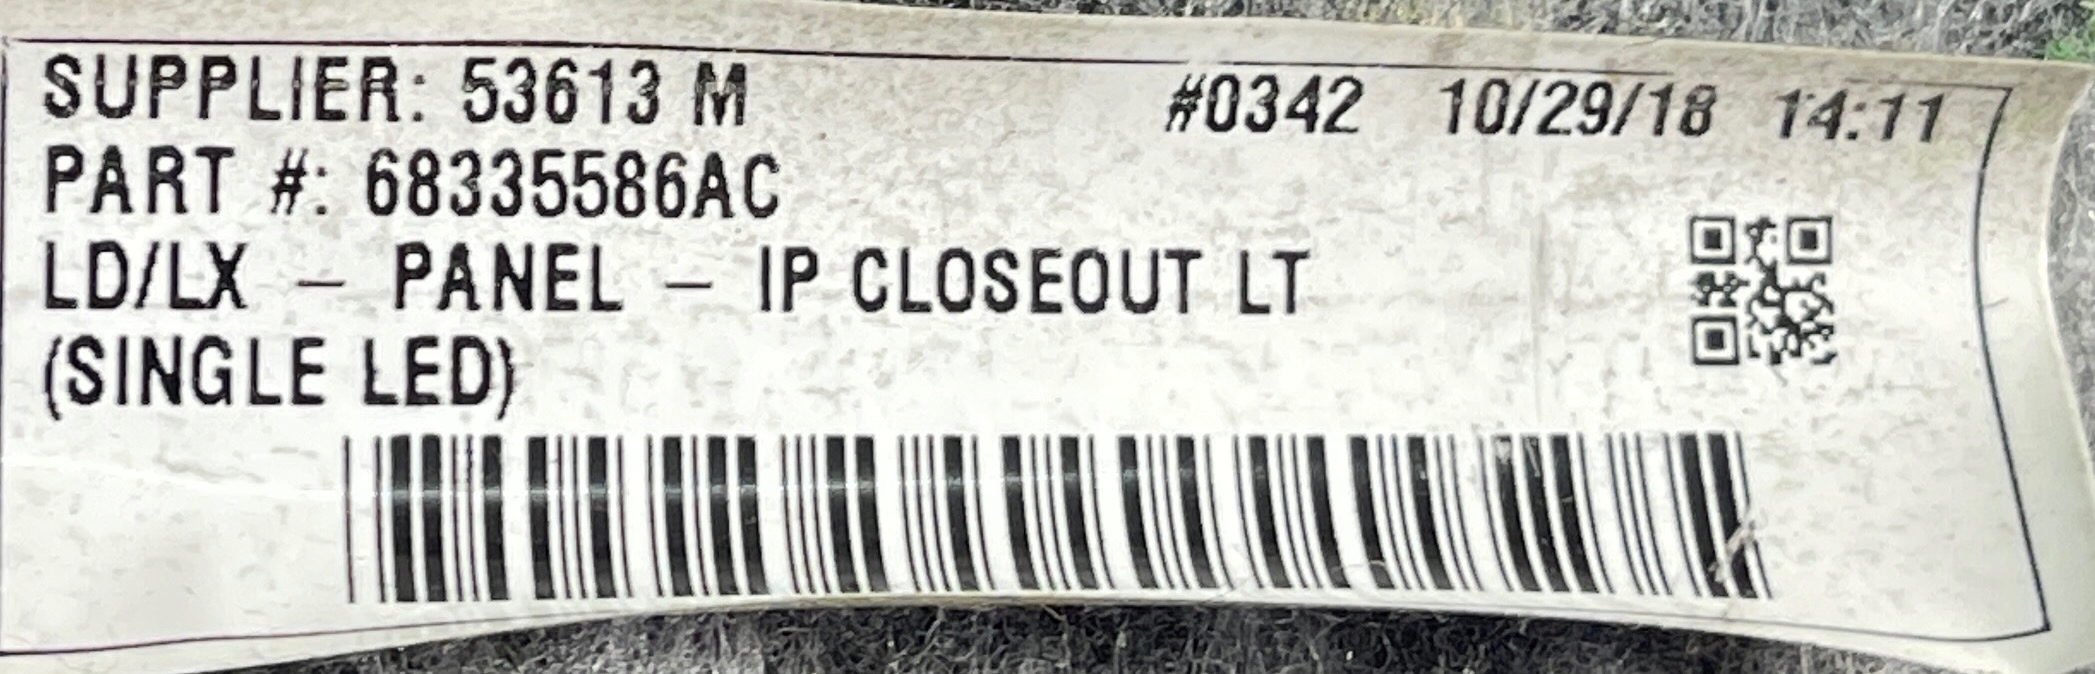 SUPPLIER: 53613 M #0342 10/29/18 14:11
PART #: 68335586AC
LD/LX - PANEL - IP CLOSEOUT LT
(SINGLE LED)